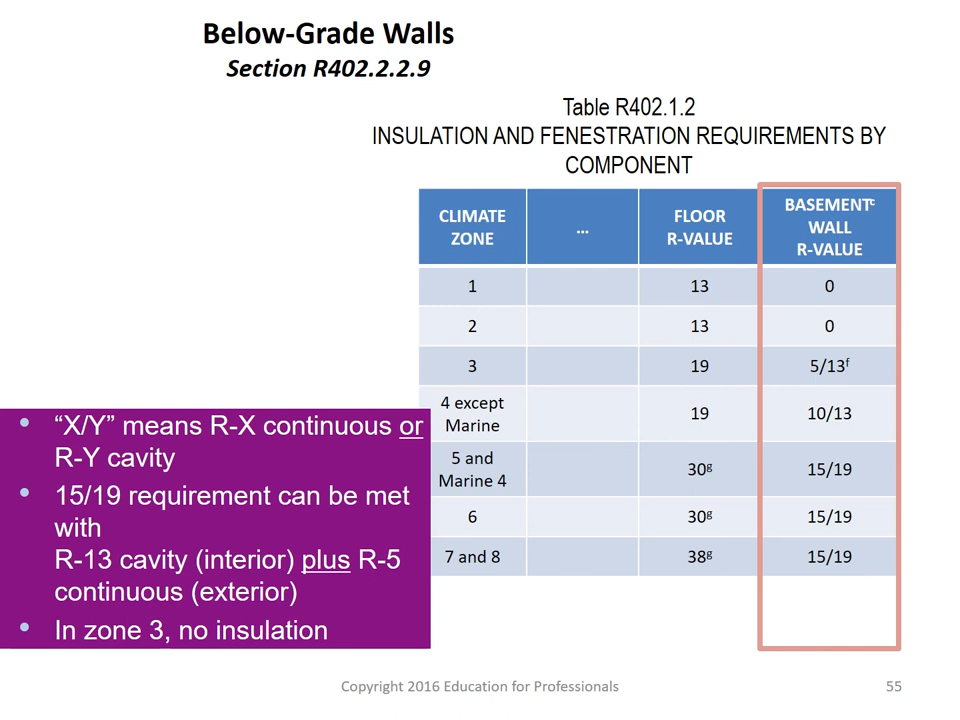 Below-Grade Walls
Section R402.2.2.9
Table R402.1.2
INSULATION AND FENESTRATION REQUIREMENTS BY
COMPONENT
CLIMATE ZONE ... FLOOR R-VALUE BASEMENTᶜ WALL R-VALUE
1 13 0
2 13 0
3 19 5/13ᶠ
4 except Marine 19 10/13
5 and Marine 4 30ᵍ 15/19
6 30ᵍ 15/19
7 and 8 38ᵍ 15/19
• “X/Y” means R-X continuous or
R-Y cavity
• 15/19 requirement can be met
with
R-13 cavity (interior) plus R-5
continuous (exterior)
• In zone 3, no insulation
Copyright 2016 Education for Professionals
55